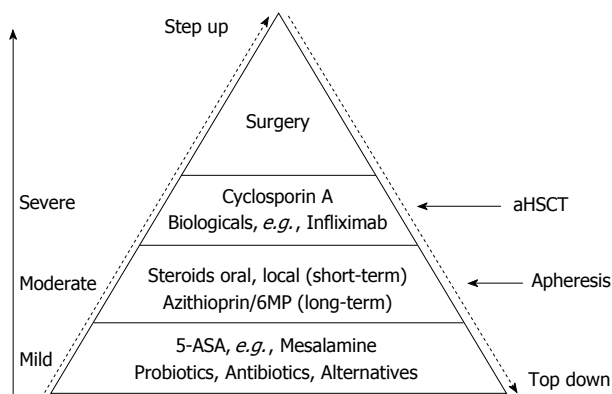 Step up
Surgery
Severe
Cyclosporin A
Biologicals, e.g., Infliximab
aHSCT
Moderate
Steroids oral, local (short-term)
Azithioprin/6MP (long-term)
Apheresis
Mild
5-ASA, e.g., Mesalamine
Probiotics, Antibiotics, Alternatives
Top down